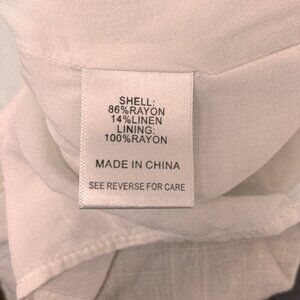 SHELL:
86%RAYON
14%LINEN
LINING:
100%RAYON
MADE IN CHINA
SEE REVERSE FOR CARE